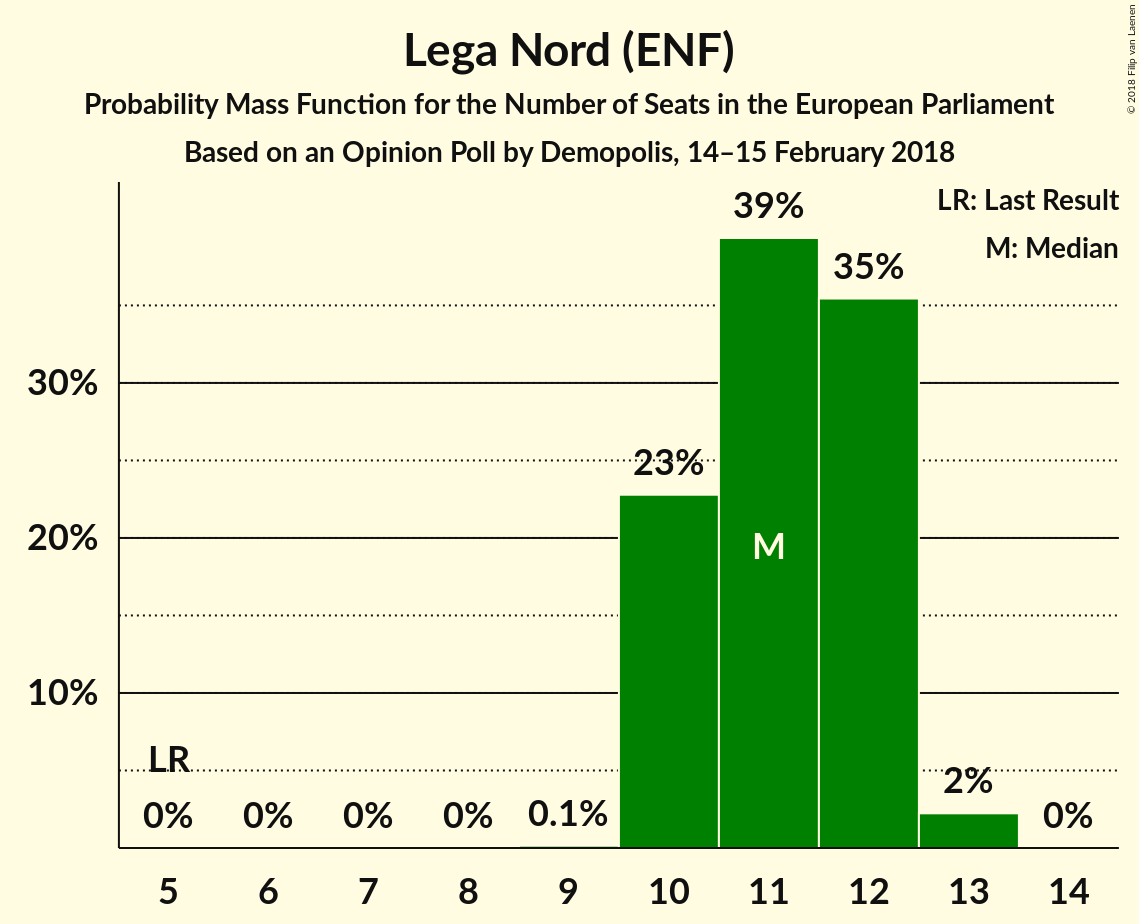 Lega Nord (ENF)
Probability Mass Function for the Number of Seats in the European Parliament
Based on an Opinion Poll by Demopolis, 14–15 February 2018
© 2018 Filip van Laenen
LR: Last Result
M: Median
39%
35%
30%
23%
20%
M
10%
LR
2%
0%
0%
0%
0%
0.1%
0%
5
6
7
8
9
10
11
12
13
14